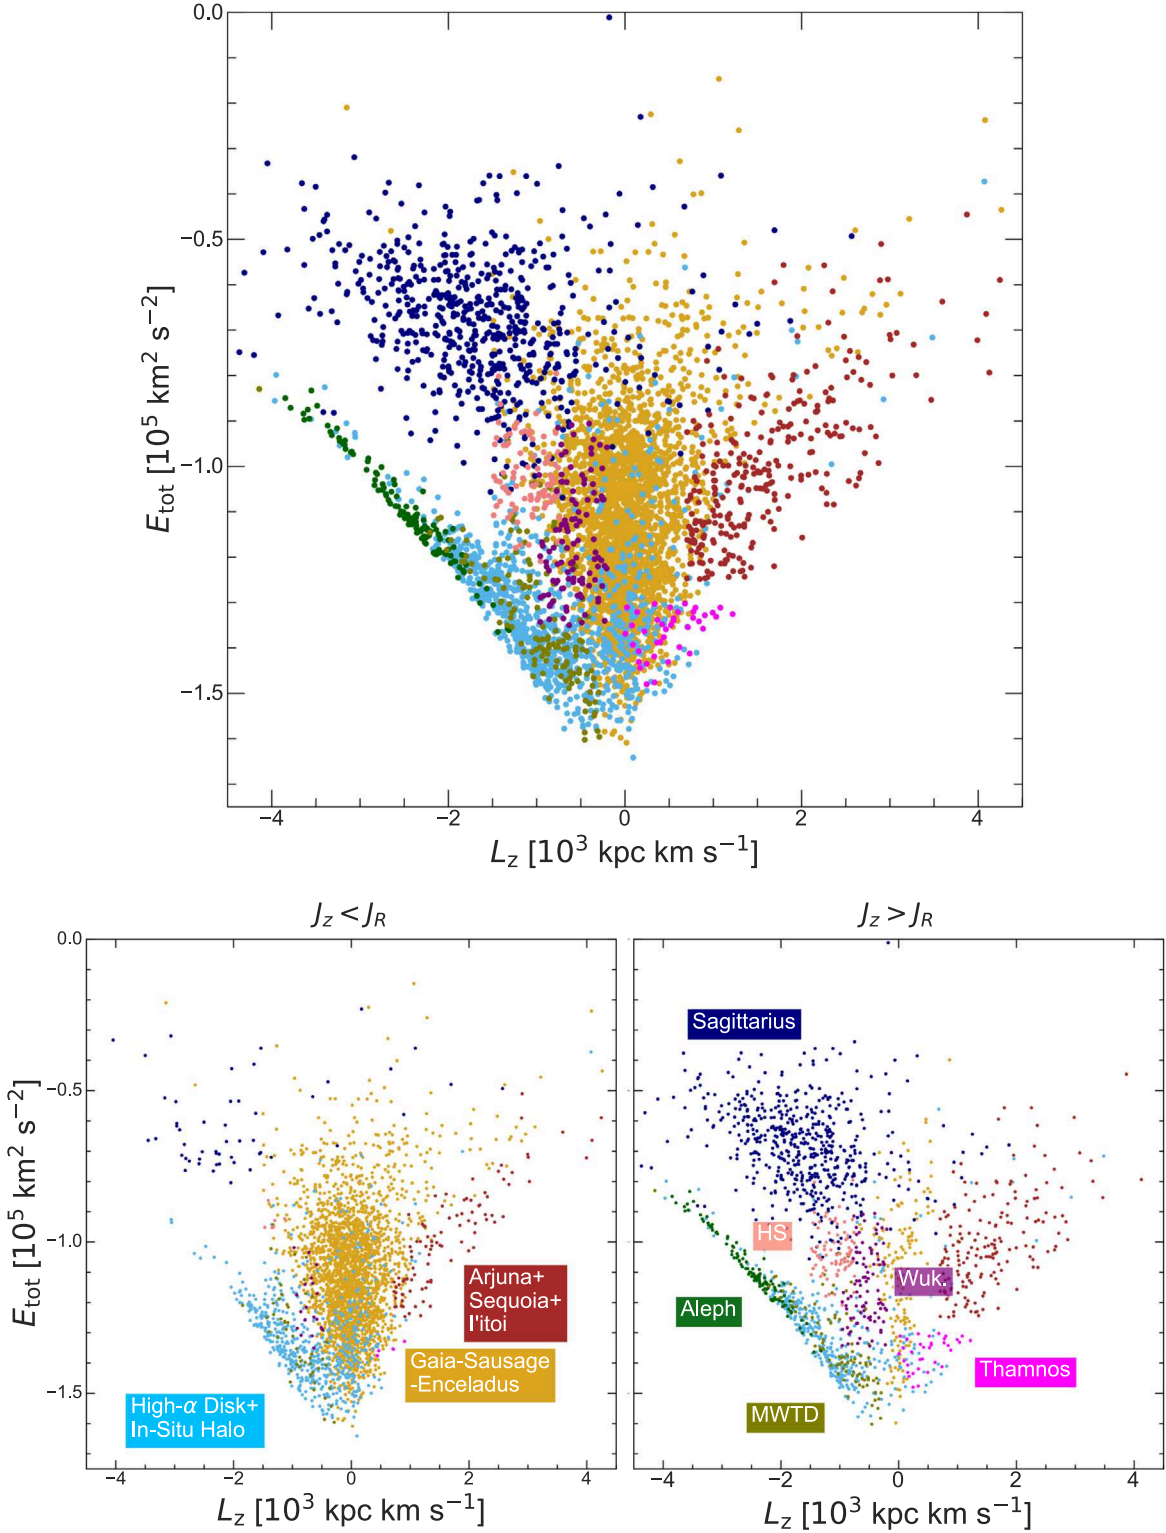 0.0
−0.5
−1.0
−1.5
E_tot [10^5 km^2 s^−2]
−4 −2 0 2 4
L_z [10^3 kpc km s^−1]
J_z < J_R
J_z > J_R
0.0
−0.5
−1.0
−1.5
E_tot [10^5 km^2 s^−2]
Arjuna+
Sequoia+
I'itoi
Gaia-Sausage
-Enceladus
High-α Disk+
In-Situ Halo
−4 −2 0 2 4
L_z [10^3 kpc km s^−1]
Sagittarius
HS
Wuk.
Aleph
Thamnos
MWTD
−4 −2 0 2 4
L_z [10^3 kpc km s^−1]